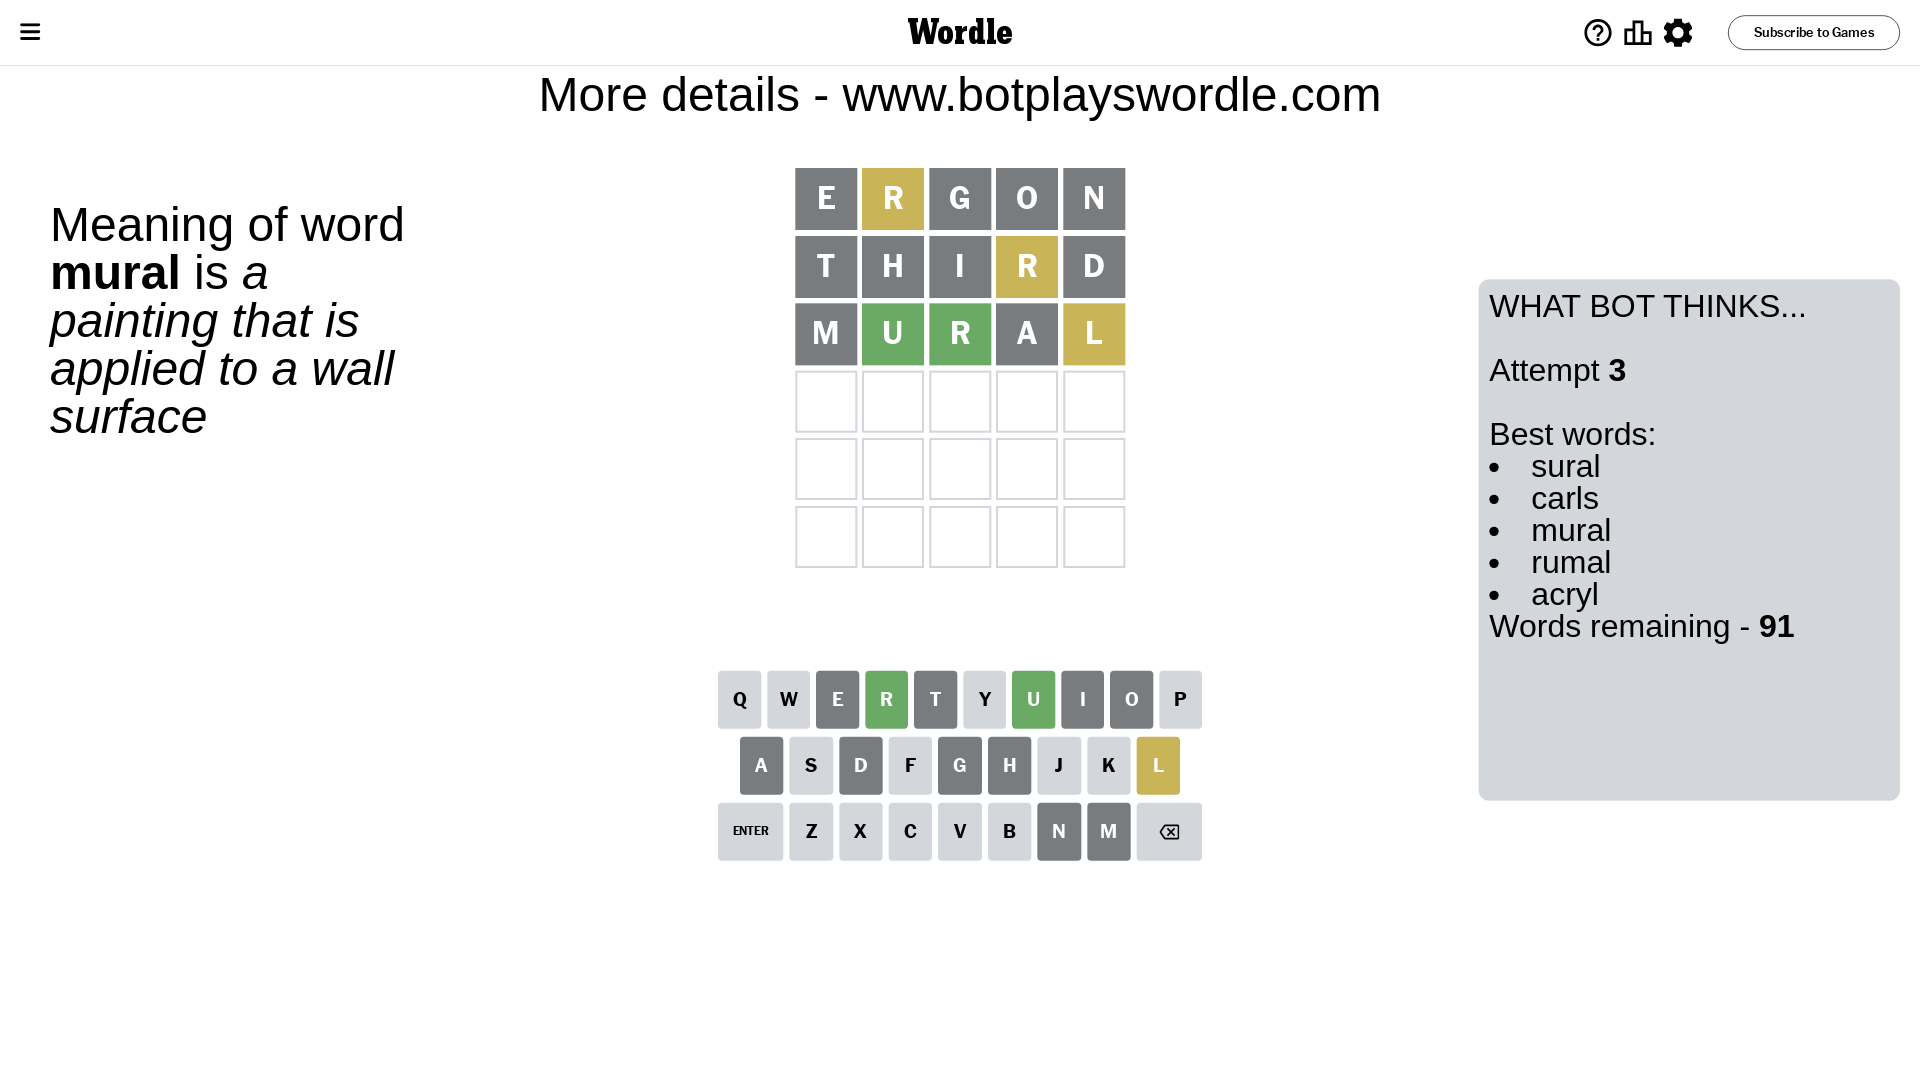 Wordle
Subscribe to Games
More details - www.botplayswordle.com
Meaning of word
mural is a
painting that is
applied to a wall
surface
E R G O N
T H I R D
M U R A L
WHAT BOT THINKS...
Attempt 3
Best words:
• sural
• carls
• mural
• rumal
• acryl
Words remaining - 91
Q W E R T Y U I O P
A S D F G H J K L
ENTER Z X C V B N M